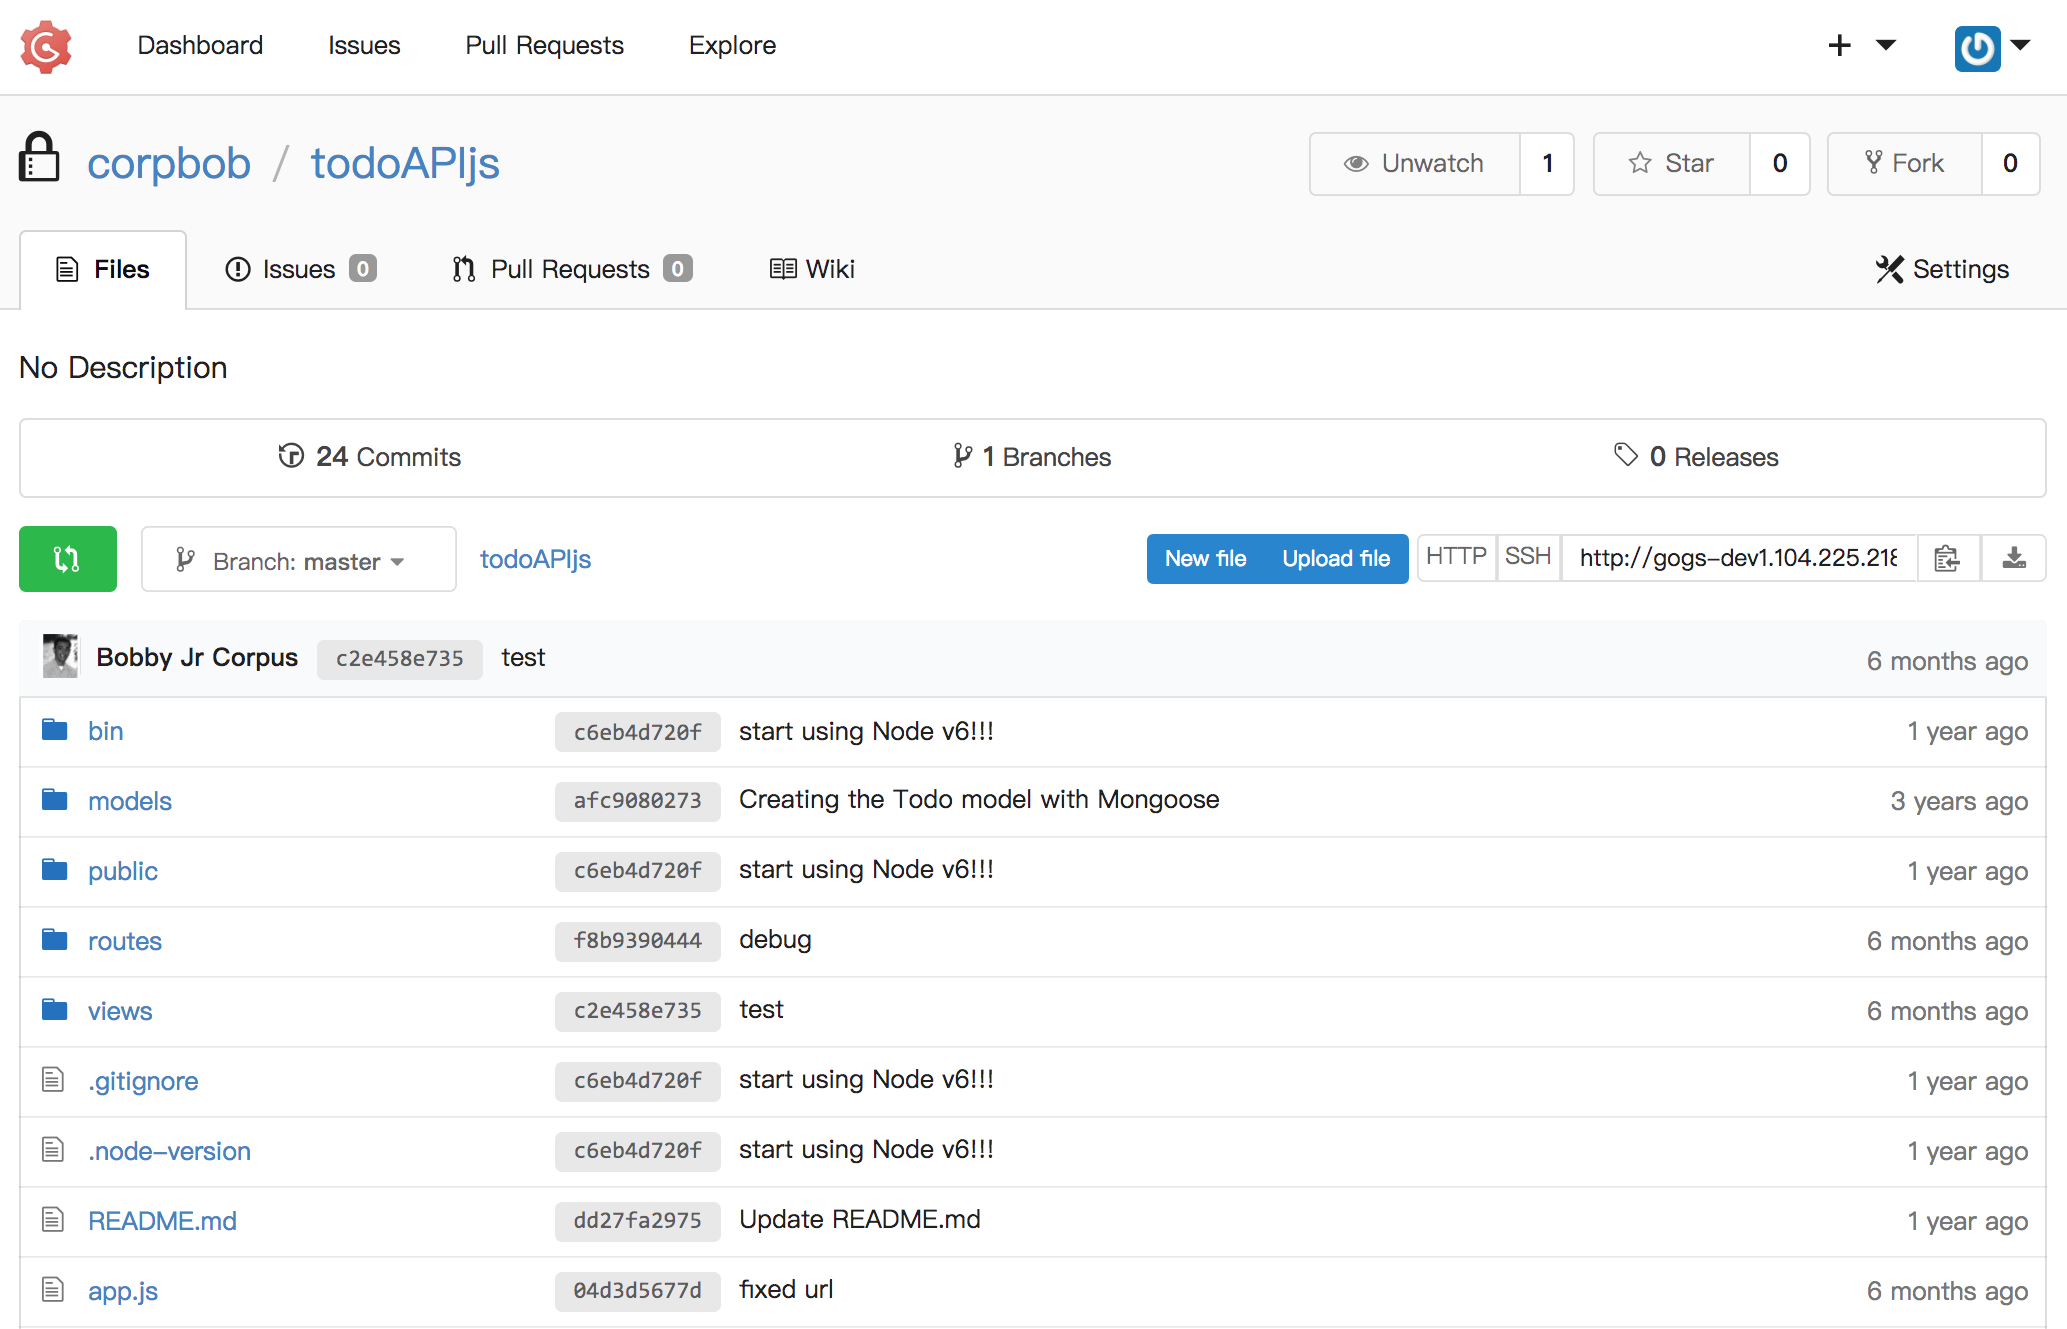 Dashboard Issues Pull Requests Explore
corpbob / todoAPIjs Unwatch 1 Star 0 Fork 0
Files Issues 0 Pull Requests 0 Wiki Settings
No Description
24 Commits 1 Branches 0 Releases
Branch: master todoAPIjs New file Upload file HTTP SSH http://gogs-dev1.104.225.218
Bobby Jr Corpus c2e458e735 test 6 months ago
bin c6eb4d720f start using Node v6!!! 1 year ago
models afc9080273 Creating the Todo model with Mongoose 3 years ago
public c6eb4d720f start using Node v6!!! 1 year ago
routes f8b9390444 debug 6 months ago
views c2e458e735 test 6 months ago
.gitignore c6eb4d720f start using Node v6!!! 1 year ago
.node-version c6eb4d720f start using Node v6!!! 1 year ago
README.md dd27fa2975 Update README.md 1 year ago
app.js 04d3d5677d fixed url 6 months ago